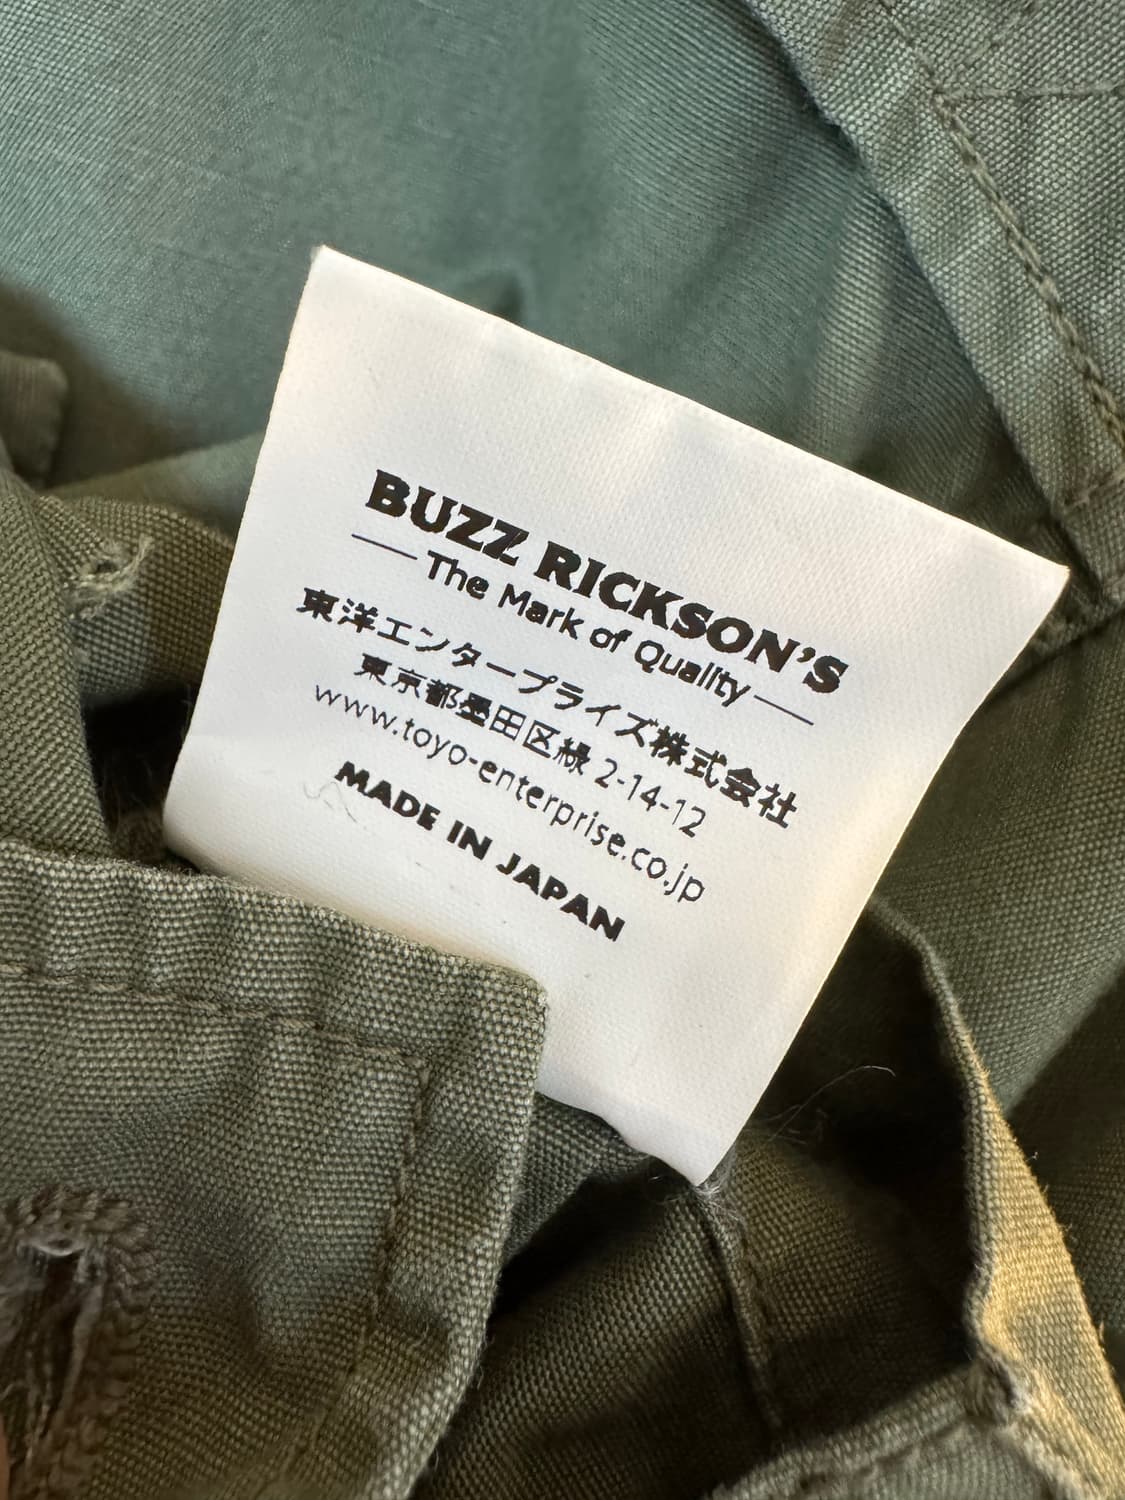 BUZZ RICKSON'S
The Mark of Quality
東洋エンタープライズ株式会社
東京都墨田区緑 2-14-12
www.toyo-enterprise.co.jp
MADE IN JAPAN